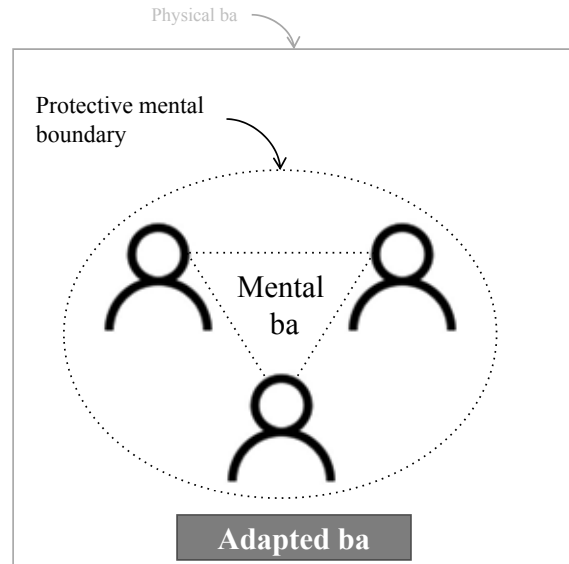 Physical ba
Protective mental
boundary
Mental
ba
Adapted ba